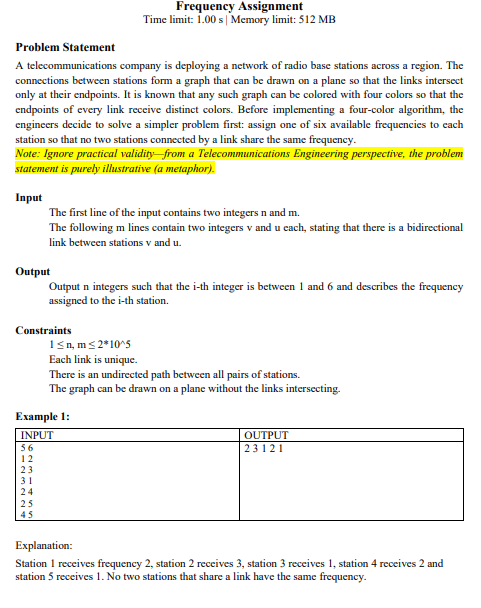 Frequency Assignment
Time limit: 1.00 s | Memory limit: 512 MB
Problem Statement
A telecommunications company is deploying a network of radio base stations across a region. The
connections between stations form a graph that can be drawn on a plane so that the links intersect
only at their endpoints. It is known that any such graph can be colored with four colors so that the
endpoints of every link receive distinct colors. Before implementing a four-color algorithm, the
engineers decide to solve a simpler problem first: assign one of six available frequencies to each
station so that no two stations connected by a link share the same frequency.
Note: Ignore practical validity—from a Telecommunications Engineering perspective, the problem
statement is purely illustrative (a metaphor).
Input
The first line of the input contains two integers n and m.
The following m lines contain two integers v and u each, stating that there is a bidirectional
link between stations v and u.
Output
Output n integers such that the i-th integer is between 1 and 6 and describes the frequency
assigned to the i-th station.
Constraints
1 ≤ n, m ≤ 2*10^5
Each link is unique.
There is an undirected path between all pairs of stations.
The graph can be drawn on a plane without the links intersecting.
Example 1:
INPUT OUTPUT
5 6 2 3 1 2 1
1 2
2 3
3 1
2 4
2 5
4 5
Explanation:
Station 1 receives frequency 2, station 2 receives 3, station 3 receives 1, station 4 receives 2 and
station 5 receives 1. No two stations that share a link have the same frequency.